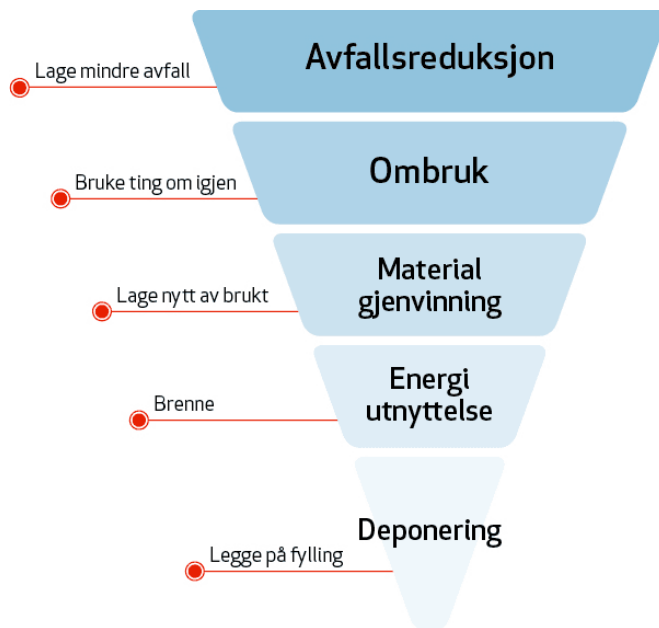 Avfallsreduksjon
Lage mindre avfall
Ombruk
Bruke ting om igjen
Material
gjenvinning
Lage nytt av brukt
Energi
utnyttelse
Brenne
Deponering
Legge på fylling